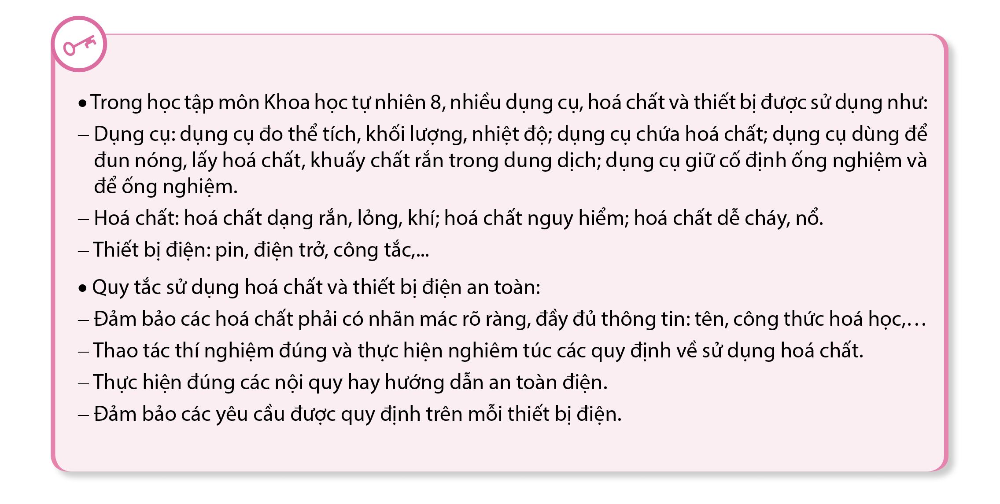 • Trong học tập môn Khoa học tự nhiên 8, nhiều dụng cụ, hoá chất và thiết bị được sử dụng như:
– Dụng cụ: dụng cụ đo thể tích, khối lượng, nhiệt độ; dụng cụ chứa hoá chất; dụng cụ dùng để
đun nóng, lấy hoá chất, khuấy chất rắn trong dung dịch; dụng cụ giữ cố định ống nghiệm và
để ống nghiệm.
– Hoá chất: hoá chất dạng rắn, lỏng, khí; hoá chất nguy hiểm; hoá chất dễ cháy, nổ.
– Thiết bị điện: pin, điện trở, công tắc,...
• Quy tắc sử dụng hoá chất và thiết bị điện an toàn:
– Đảm bảo các hoá chất phải có nhãn mác rõ ràng, đầy đủ thông tin: tên, công thức hoá học,…
– Thao tác thí nghiệm đúng và thực hiện nghiêm túc các quy định về sử dụng hoá chất.
– Thực hiện đúng các nội quy hay hướng dẫn an toàn điện.
– Đảm bảo các yêu cầu được quy định trên mỗi thiết bị điện.